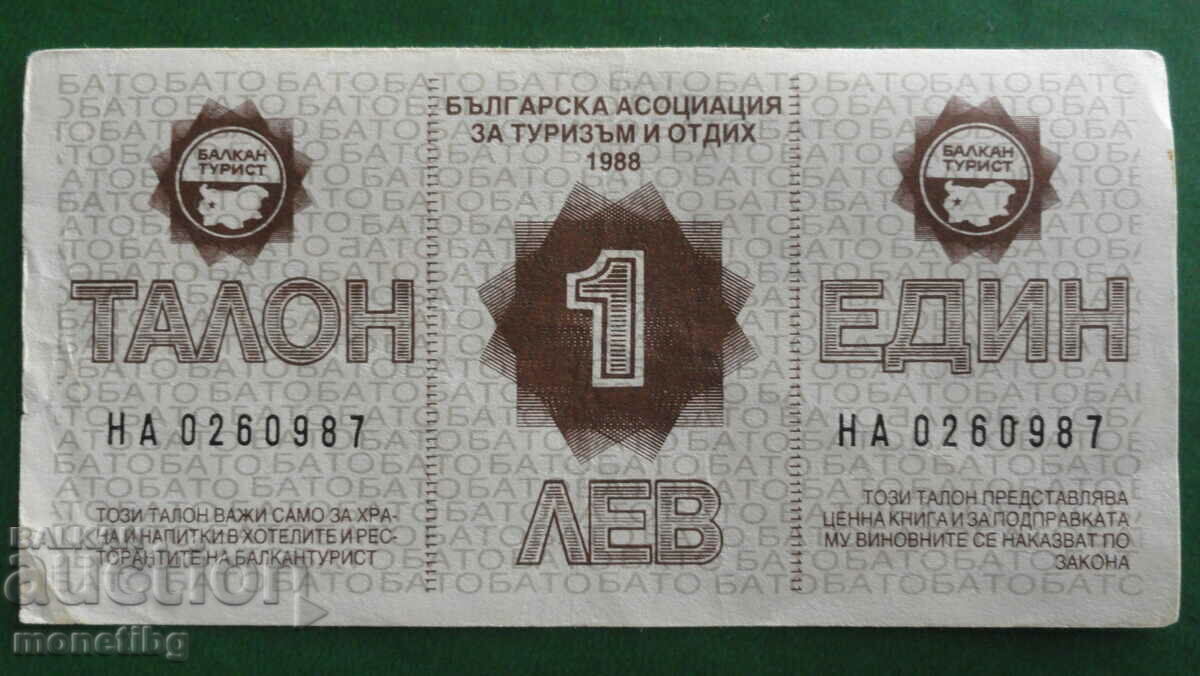 БЪЛГАРСКА АСОЦИАЦИЯ
ЗА ТУРИЗЪМ И ОТДИХ
1988
БАЛКАН
ТУРИСТ
БАЛКАН
ТУРИСТ
ТАЛОН
1
ЕДИН
НА 0260987
НА 0260987
ЛЕВ
ТОЗИ ТАЛОН ВАЖИ САМО ЗА ХРА-
НА И НАПИТКИ В ХОТЕЛИТЕ И РЕС-
ТОРАНТИТЕ НА БАЛКАНТУРИСТ
ТОЗИ ТАЛОН ПРЕДСТАВЛЯВА
ЦЕННА КНИГА И ЗА ПОДПРАВКАТА
МУ ВИНОВНИТЕ СЕ НАКАЗВАТ ПО
ЗАКОНА
BALKAN
auction
monetibg